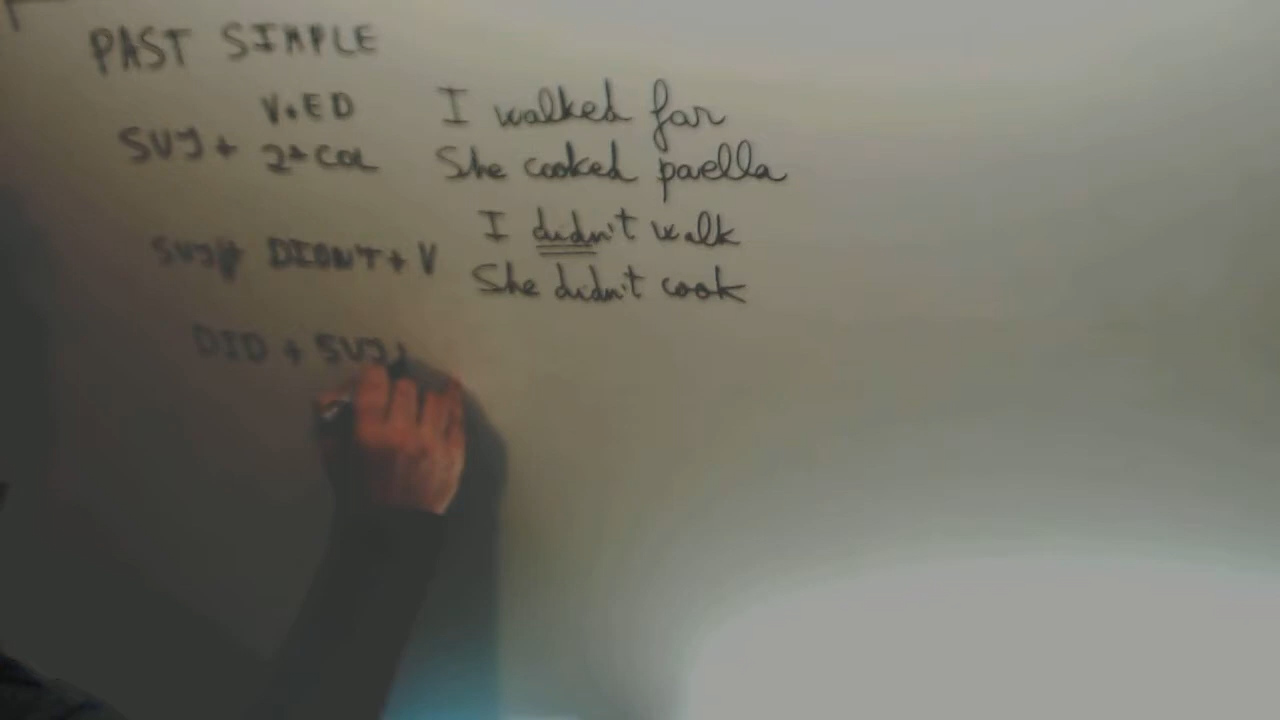 PAST SIMPLE
V+ED I walked far
SUJ + 2ª COL She cooked paella
I didn't walk
SUJ+ DIDN'T + V She didn't cook
DID + SUJ